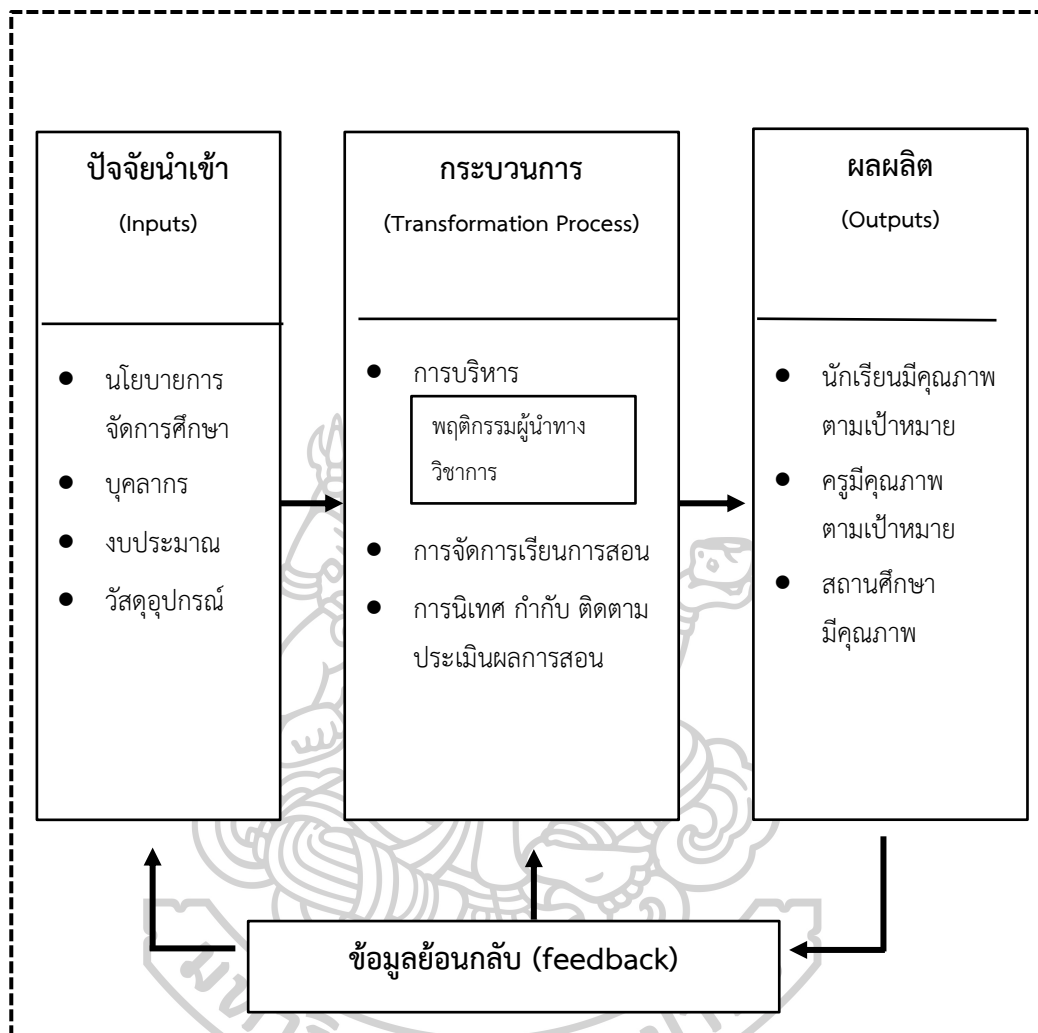 ปัจจัยนำเข้า
(Inputs)
นโยบายการ
จัดการศึกษา
บุคลากร
งบประมาณ
วัสดุอุปกรณ์
กระบวนการ
(Transformation Process)
การบริหาร
พฤติกรรมผู้นำทาง
วิชาการ
การจัดการเรียนการสอน
การนิเทศ กำกับ ติดตาม
ประเมินผลการสอน
ผลผลิต
(Outputs)
นักเรียนมีคุณภาพ
ตามเป้าหมาย
ครูมีคุณภาพ
ตามเป้าหมาย
สถานศึกษา
มีคุณภาพ
ข้อมูลย้อนกลับ (feedback)